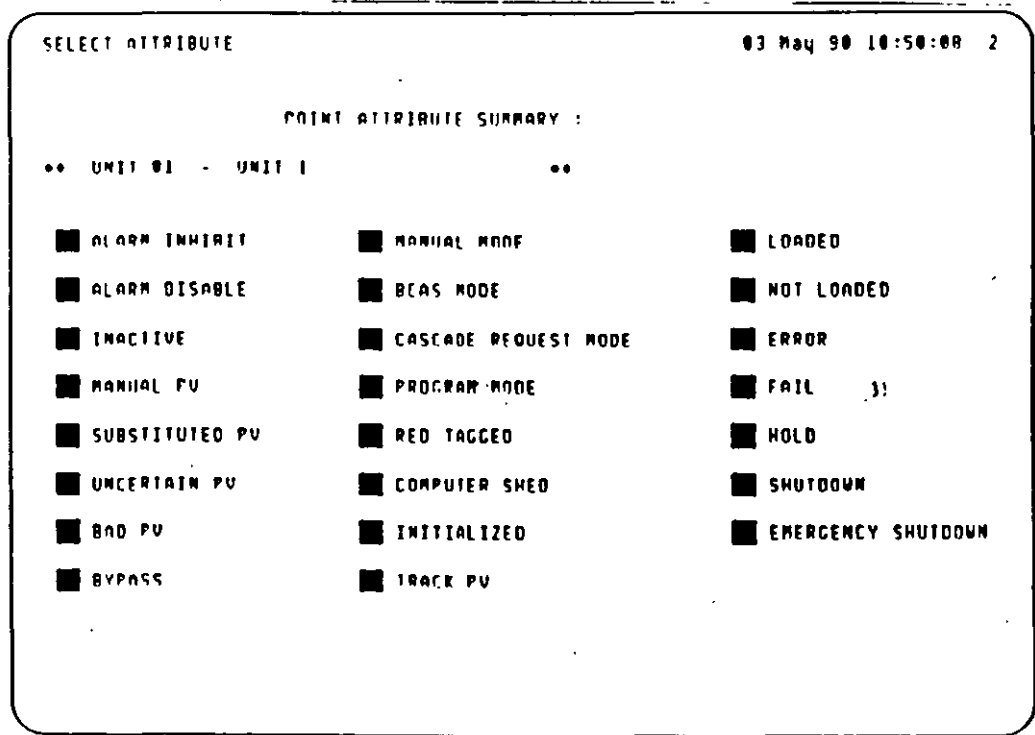 SELECT ATTRIBUTE 03 May 90 10:50:08 2
POINT ATTRIBUTE SUMMARY :
** UNIT 01 - UNIT 1 **
ALARM INHIBIT MANUAL MODE LOADED
ALARM DISABLE BCAS MODE NOT LOADED
INACTIVE CASCADE REQUEST MODE ERROR
MANUAL PV PROGRAM MODE FAIL
SUBSTITUTED PV RED TAGGED HOLD
UNCERTAIN PV COMPUTER SHED SHUTDOWN
BAD PV INITIALIZED EMERGENCY SHUTDOWN
BYPASS TRACK PV